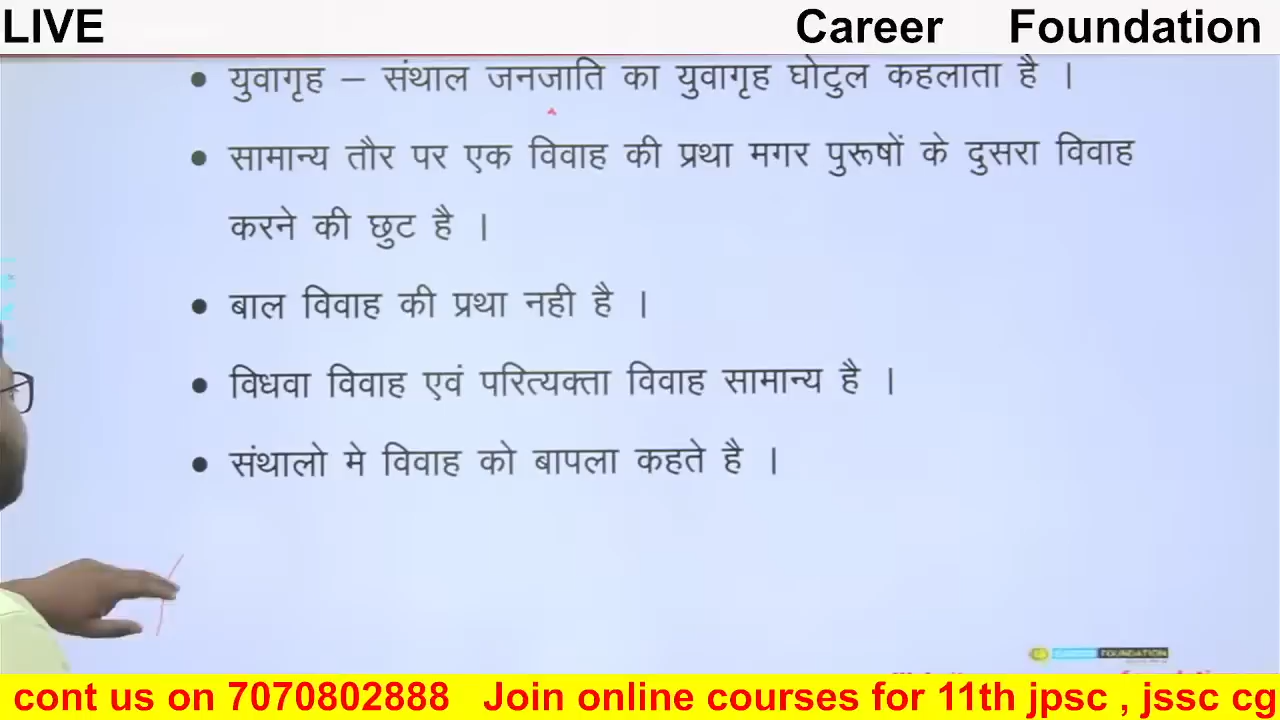 LIVE Career Foundation
• युवागृह – संथाल जनजाति का युवागृह घोटुल कहलाता है ।
• सामान्य तौर पर एक विवाह की प्रथा मगर पुरूषों के दुसरा विवाह
करने की छुट है ।
• बाल विवाह की प्रथा नही है ।
• विधवा विवाह एवं परित्यक्ता विवाह सामान्य है ।
• संथालो मे विवाह को बापला कहते है ।
FOUNDATION
cont us on 7070802888 Join online courses for 11th jpsc , jssc cg